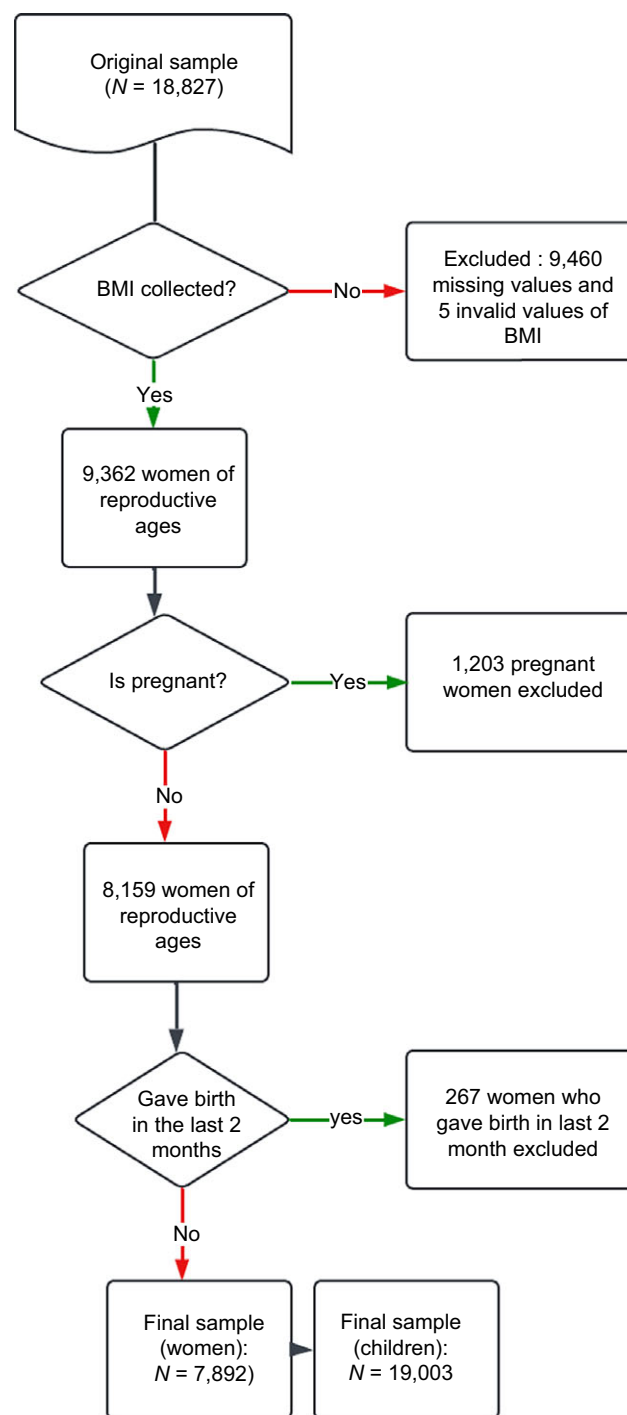 Original sample
(N = 18,827)
BMI collected?
No
Excluded : 9,460
missing values and
5 invalid values of
BMI
Yes
9,362 women of
reproductive
ages
Is pregnant?
Yes
1,203 pregnant
women excluded
No
8,159 women of
reproductive
ages
Gave birth
in the last 2
months
yes
267 women who
gave birth in last 2
month excluded
No
Final sample
(women):
N = 7,892)
Final sample
(children):
N = 19,003